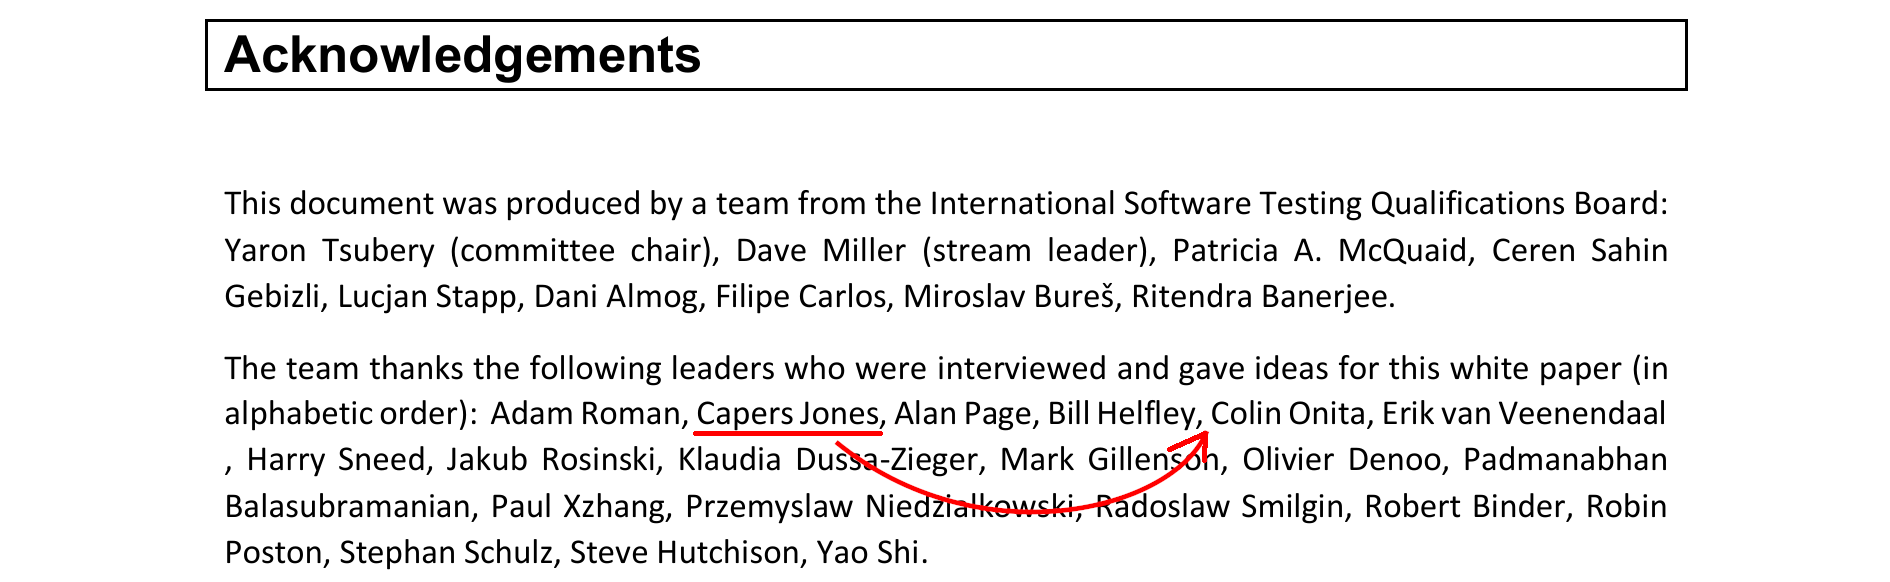 Acknowledgements
This document was produced by a team from the International Software Testing Qualifications Board:
Yaron Tsubery (committee chair), Dave Miller (stream leader), Patricia A. McQuaid, Ceren Sahin
Gebizli, Lucjan Stapp, Dani Almog, Filipe Carlos, Miroslav Bureš, Ritendra Banerjee.
The team thanks the following leaders who were interviewed and gave ideas for this white paper (in
alphabetic order): Adam Roman, Capers Jones, Alan Page, Bill Helfley, Colin Onita, Erik van Veenendaal
, Harry Sneed, Jakub Rosinski, Klaudia Dussa-Zieger, Mark Gillenson, Olivier Denoo, Padmanabhan
Balasubramanian, Paul Xzhang, Przemyslaw Niedzialkowski, Radoslaw Smilgin, Robert Binder, Robin
Poston, Stephan Schulz, Steve Hutchison, Yao Shi.